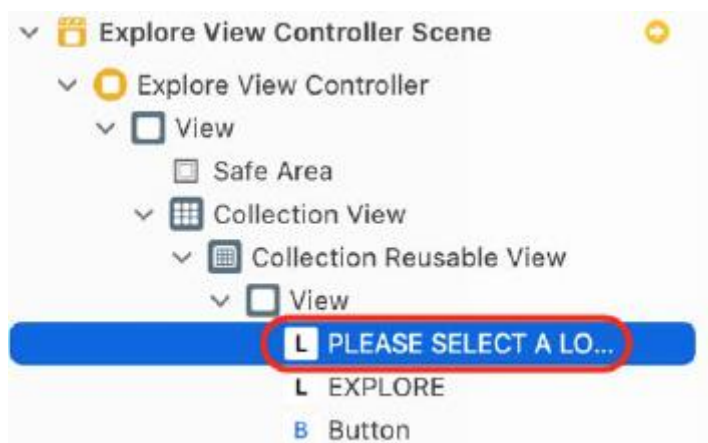 Explore View Controller Scene
Explore View Controller
View
Safe Area
Collection View
Collection Reusable View
View
L PLEASE SELECT A LO...
L EXPLORE
B Button